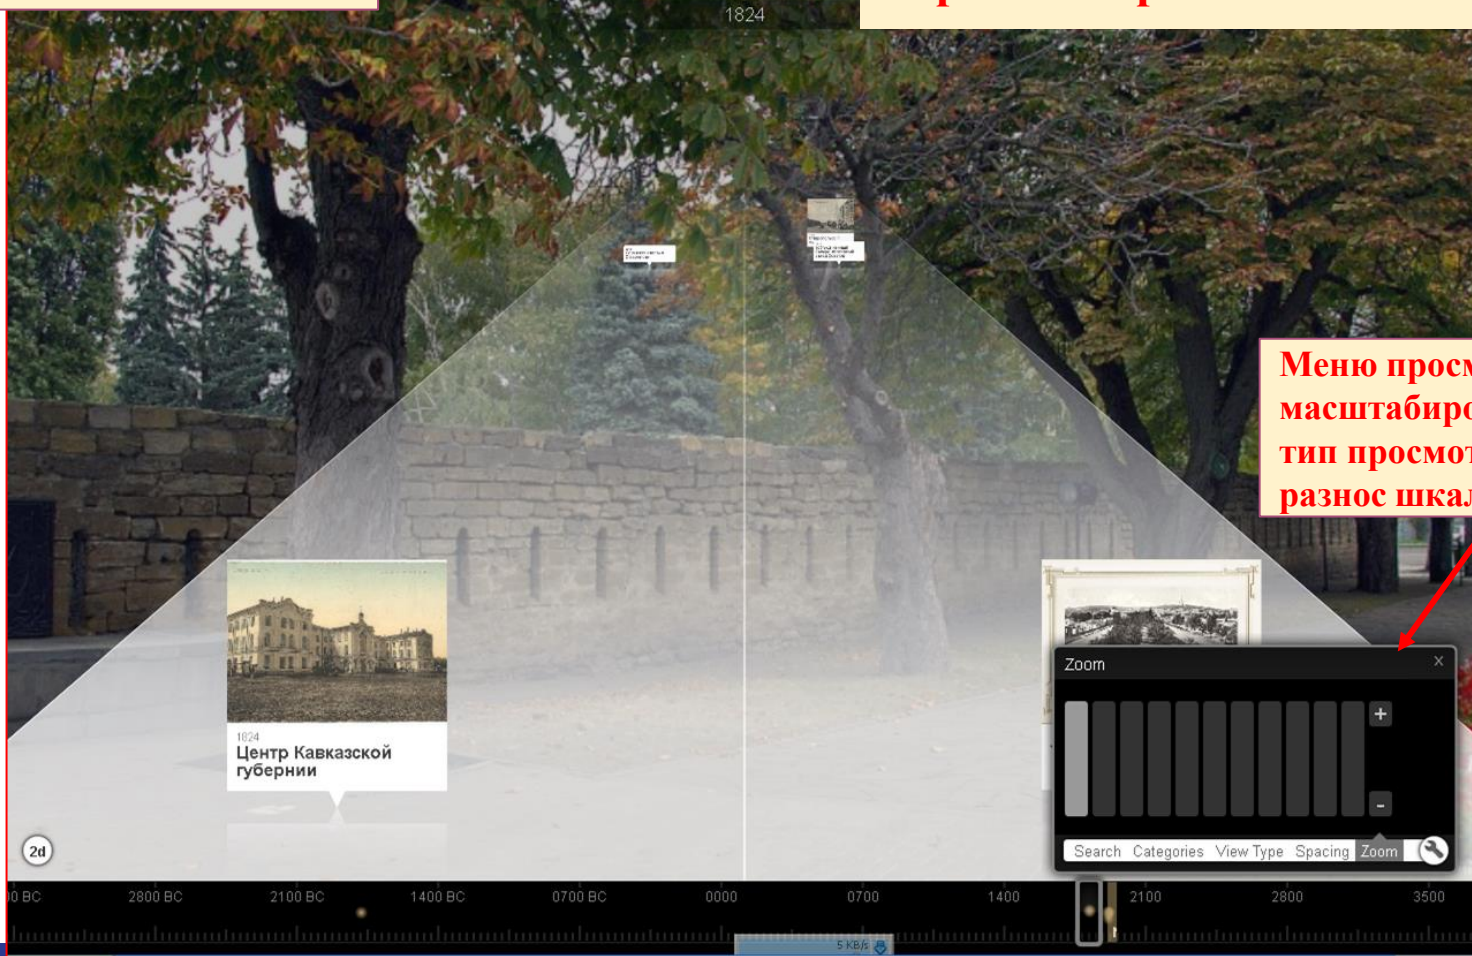 1824
Меню просм
масштабиро
тип просмот
разнос шкал
1824
Центр Кавказской
губернии
Zoom
x
+
-
Search Categories View Type Spacing Zoom
2d
00 BC 2800 BC 2100 BC 1400 BC 0700 BC 0000 0700 1400 2100 2800 3500
5 KB/s